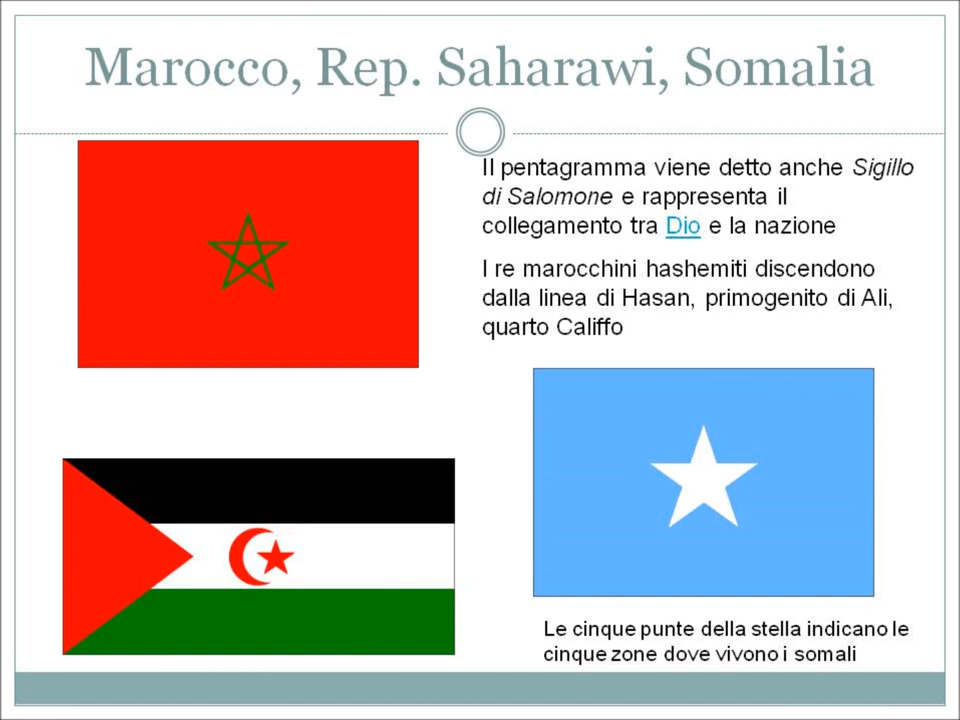 Marocco, Rep. Saharawi, Somalia
Il pentagramma viene detto anche Sigillo
di Salomone e rappresenta il
collegamento tra Dio e la nazione
I re marocchini hashemiti discendono
dalla linea di Hasan, primogenito di Ali,
quarto Califfo
Le cinque punte della stella indicano le
cinque zone dove vivono i somali